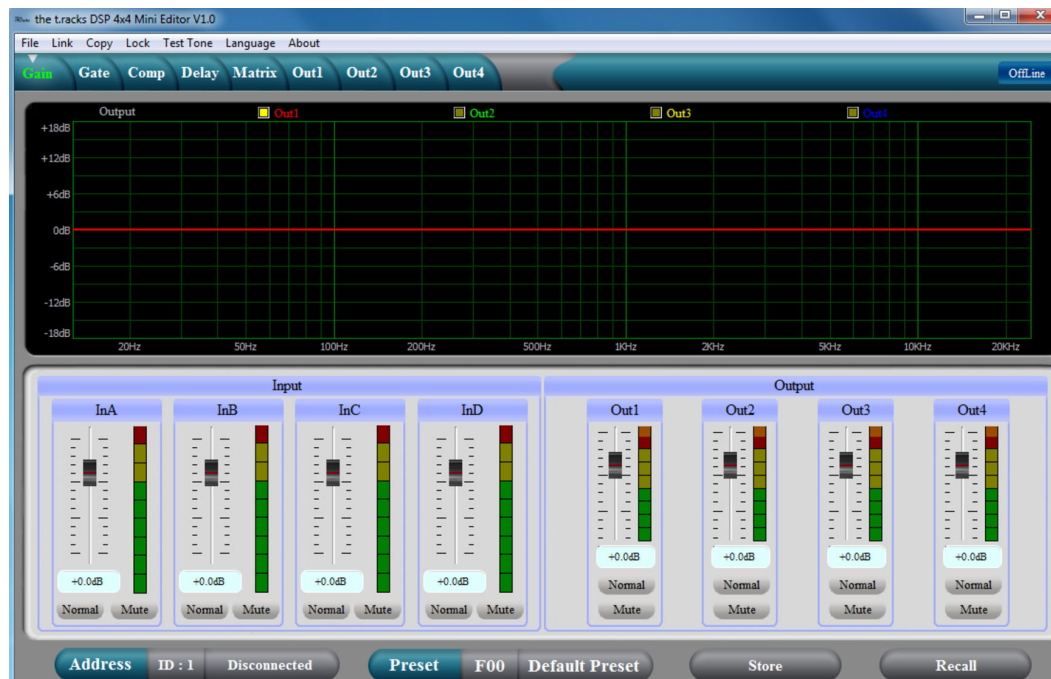 the t.racks DSP 4x4 Mini Editor V1.0
File Link Copy Lock Test Tone Language About
Gain Gate Comp Delay Matrix Out1 Out2 Out3 Out4 OffLine
Output Out1 Out2 Out3 Out4
+18dB
+12dB
+6dB
0dB
-6dB
-12dB
-18dB
20Hz 50Hz 100Hz 200Hz 500Hz 1KHz 2KHz 5KHz 10KHz 20KHz
Input Output
InA InB InC InD Out1 Out2 Out3 Out4
+0.0dB +0.0dB +0.0dB +0.0dB +0.0dB +0.0dB +0.0dB +0.0dB
Normal Mute Normal Mute Normal Mute Normal Mute Normal Normal Normal Normal
Mute Mute Mute Mute
Address ID : 1 Disconnected Preset F00 Default Preset Store Recall